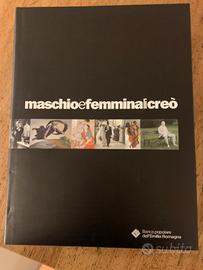 maschioefemminalicreò
Banca popolare
dell'Emilia Romagna
subito